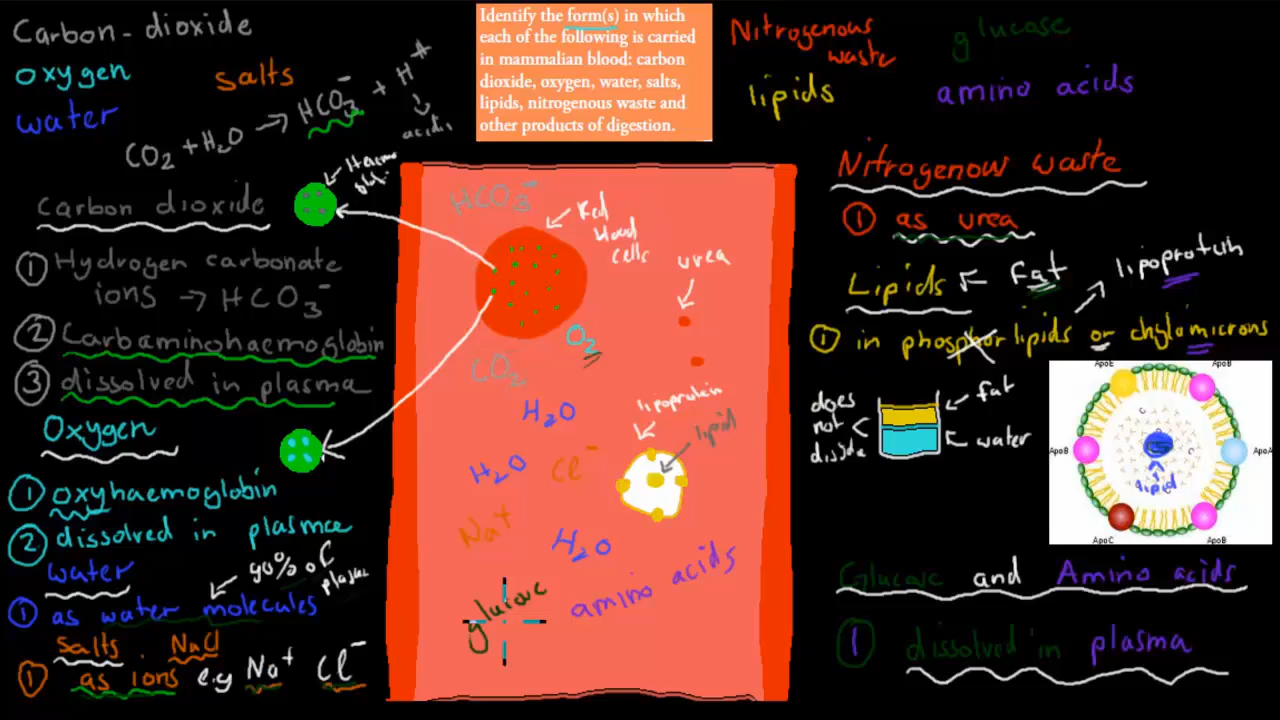 Carbon-dioxide
oxygen
salts
water
CO2 + H2O → HCO3- + H+
acidic
Identify the form(s) in which
each of the following is carried
in mammalian blood: carbon
dioxide, oxygen, water, salts,
lipids, nitrogenous waste and
other products of digestion.
Nitrogenous
waste
glucose
lipids
amino acids
Carbon dioxide
① Hydrogen carbonate
ions → HCO3-
② Carbaminohaemoglobin
③ dissolved in plasma
Oxygen
① oxyhaemoglobin
② dissolved in plasma
water
90% of
plasma
① as water molecules
salts NaCl
① as ions e.g Na+ Cl-
HCO3-
Red
blood
cells
urea
O2
CO2
H2O
lipoprotein
lipid
H2O
Cl-
Na+
H2O
glucose
amino acids
Nitrogenous waste
① as urea
Lipids ← Fat
lipoprotein
① in phospholipids or chylomicrons
does
not
fat
water
ApoE
ApoB
ApoB
ApoA
lipid
ApoC
ApoB
Glucose and Amino acids
① dissolved in plasma